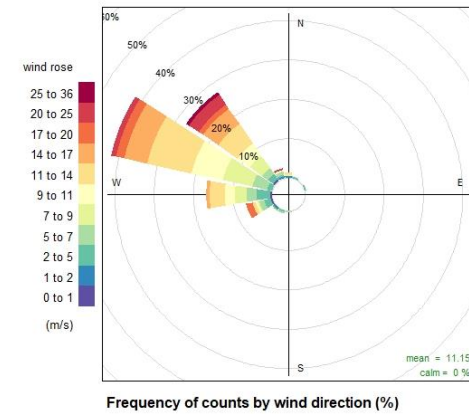 60%
50%
40%
30%
20%
10%
N
W
E
S
wind rose
25 to 36
20 to 25
17 to 20
14 to 17
11 to 14
9 to 11
7 to 9
5 to 7
2 to 5
1 to 2
0 to 1
(m/s)
mean = 11.15
calm = 0 %
Frequency of counts by wind direction (%)